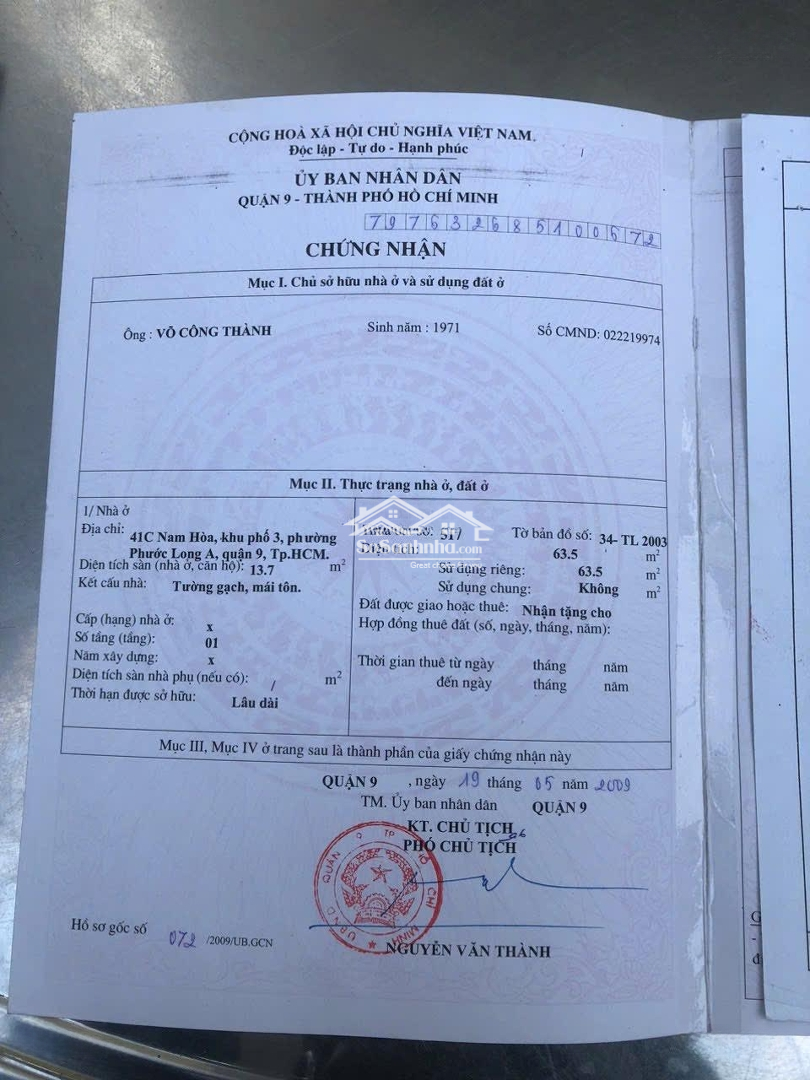 CỘNG HOÀ XÃ HỘI CHỦ NGHĨA VIỆT NAM
Độc lập - Tự do - Hạnh phúc
ỦY BAN NHÂN DÂN
QUẬN 9 - THÀNH PHỐ HỒ CHÍ MINH
797632685100672
CHỨNG NHẬN
Mục I. Chủ sở hữu nhà ở và sử dụng đất ở
Ông : VÕ CÔNG THÀNH Sinh năm : 1971 Số CMND: 022219974
Mục II. Thực trạng nhà ở, đất ở
1/ Nhà ở
Địa chỉ: 41C Nam Hòa, khu phố 3, phường
Phước Long A, quận 9, Tp.HCM.
Diện tích sàn (nhà ở, căn hộ): 13.7 m2
Kết cấu nhà: Tường gạch, mái tôn.
Cấp (hạng) nhà ở: x
Số tầng (tầng): 01
Năm xây dựng: x
Diện tích sàn nhà phụ (nếu có): / m2
Thời hạn được sở hữu: Lâu dài
Tờ bản đồ số: 34- TL 2003
63.5 m2
Sử dụng riêng: 63.5 m2
Sử dụng chung: Không m2
Đất được giao hoặc thuê: Nhận tặng cho
Hợp đồng thuê đất (số, ngày, tháng, năm):
Thời gian thuê từ ngày tháng năm
đến ngày tháng năm
SoSanhnha.com
Mục III, Mục IV ở trang sau là thành phần của giấy chứng nhận này
QUẬN 9 , ngày 19 tháng 05 năm 2009
TM. Ủy ban nhân dân QUẬN 9
KT. CHỦ TỊCH
PHÓ CHỦ TỊCH
U.B.N.D QUẬN 9 TP HỒ CHÍ MINH
Hồ sơ gốc số 072 /2009/UB.GCN
NGUYỄN VĂN THÀNH